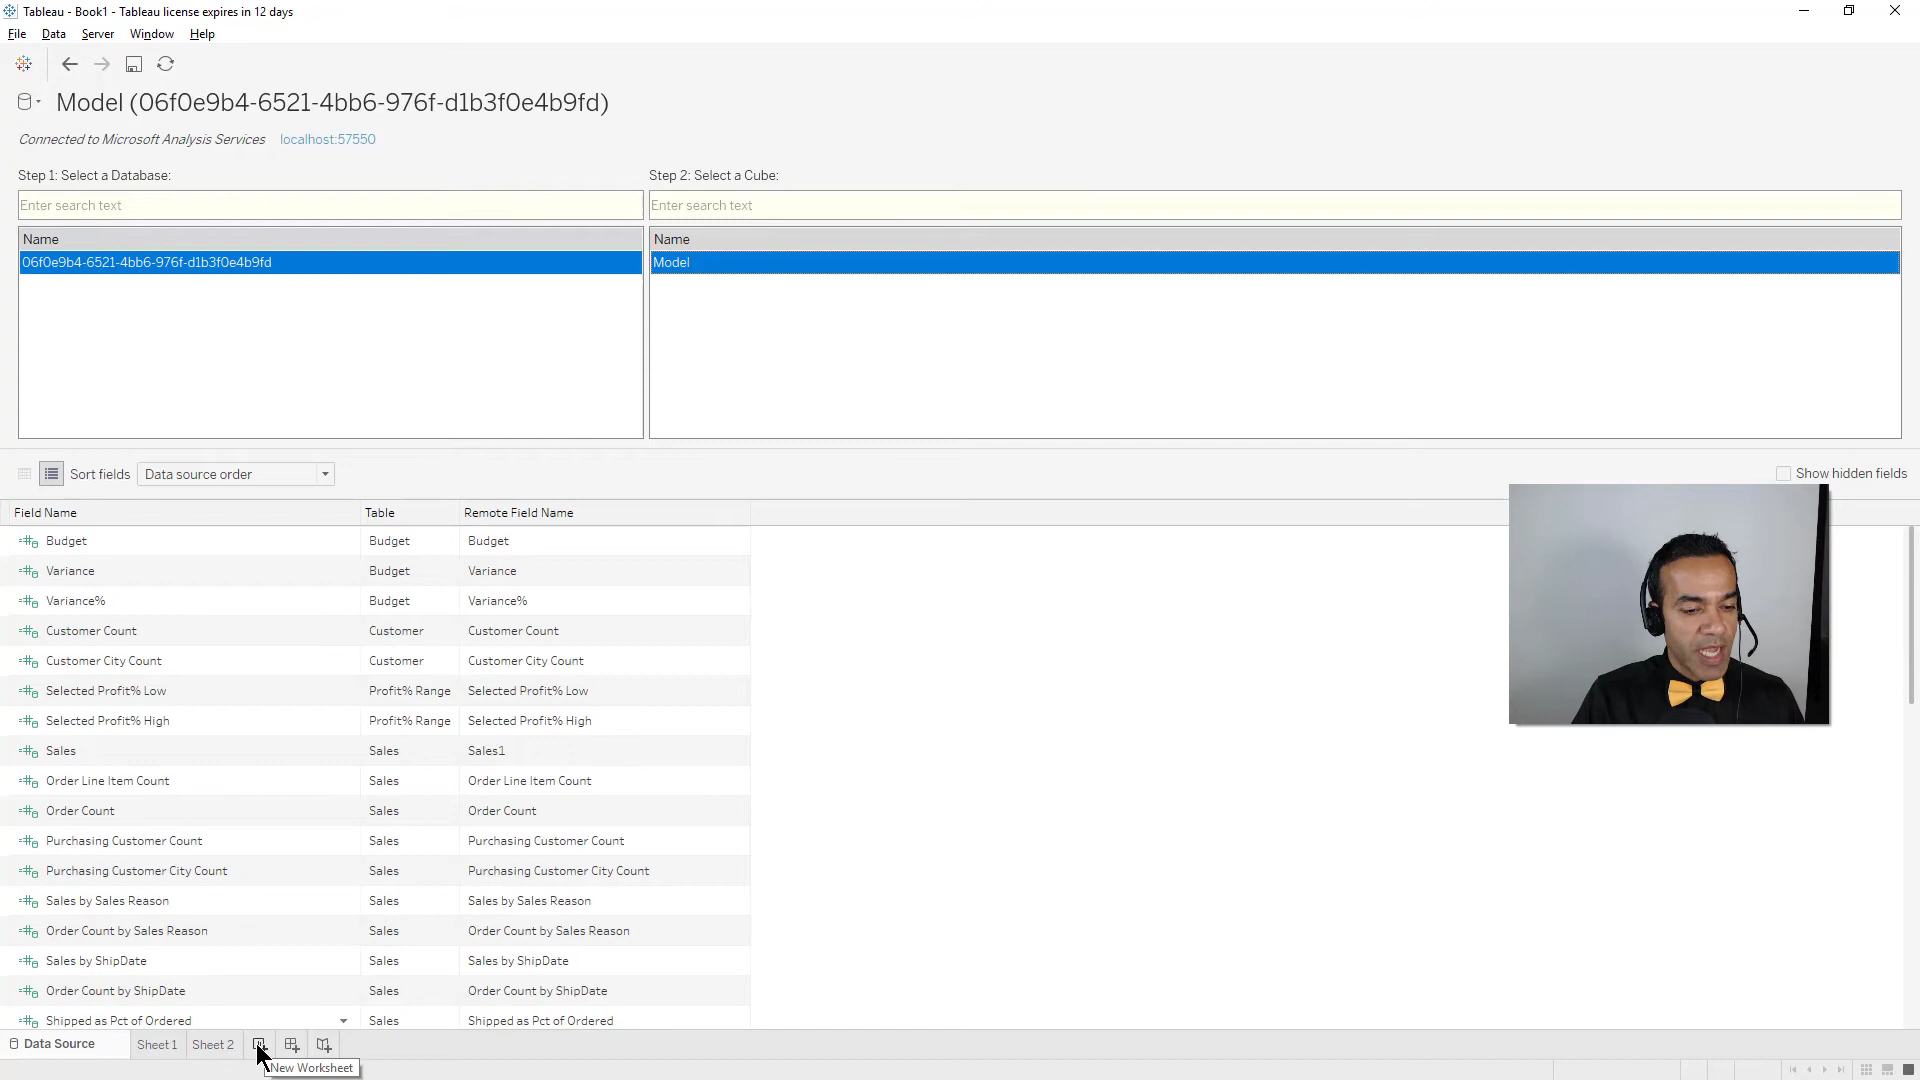 Tableau - Book1 - Tableau license expires in 12 days
File Data Server Window Help
Model (06f0e9b4-6521-4bb6-976f-d1b3f0e4b9fd)
Connected to Microsoft Analysis Services localhost:57550
Step 1: Select a Database: Step 2: Select a Cube:
Enter search text Enter search text
Name Name
06f0e9b4-6521-4bb6-976f-d1b3f0e4b9fd Model
Sort fields Data source order Show hidden fields
Field Name Table Remote Field Name
Budget Budget Budget
Variance Budget Variance
Variance% Budget Variance%
Customer Count Customer Customer Count
Customer City Count Customer Customer City Count
Selected Profit% Low Profit% Range Selected Profit% Low
Selected Profit% High Profit% Range Selected Profit% High
Sales Sales Sales1
Order Line Item Count Sales Order Line Item Count
Order Count Sales Order Count
Purchasing Customer Count Sales Purchasing Customer Count
Purchasing Customer City Count Sales Purchasing Customer City Count
Sales by Sales Reason Sales Sales by Sales Reason
Order Count by Sales Reason Sales Order Count by Sales Reason
Sales by ShipDate Sales Sales by ShipDate
Order Count by ShipDate Sales Order Count by ShipDate
Shipped as Pct of Ordered Sales Shipped as Pct of Ordered
Data Source Sheet 1 Sheet 2
New Worksheet